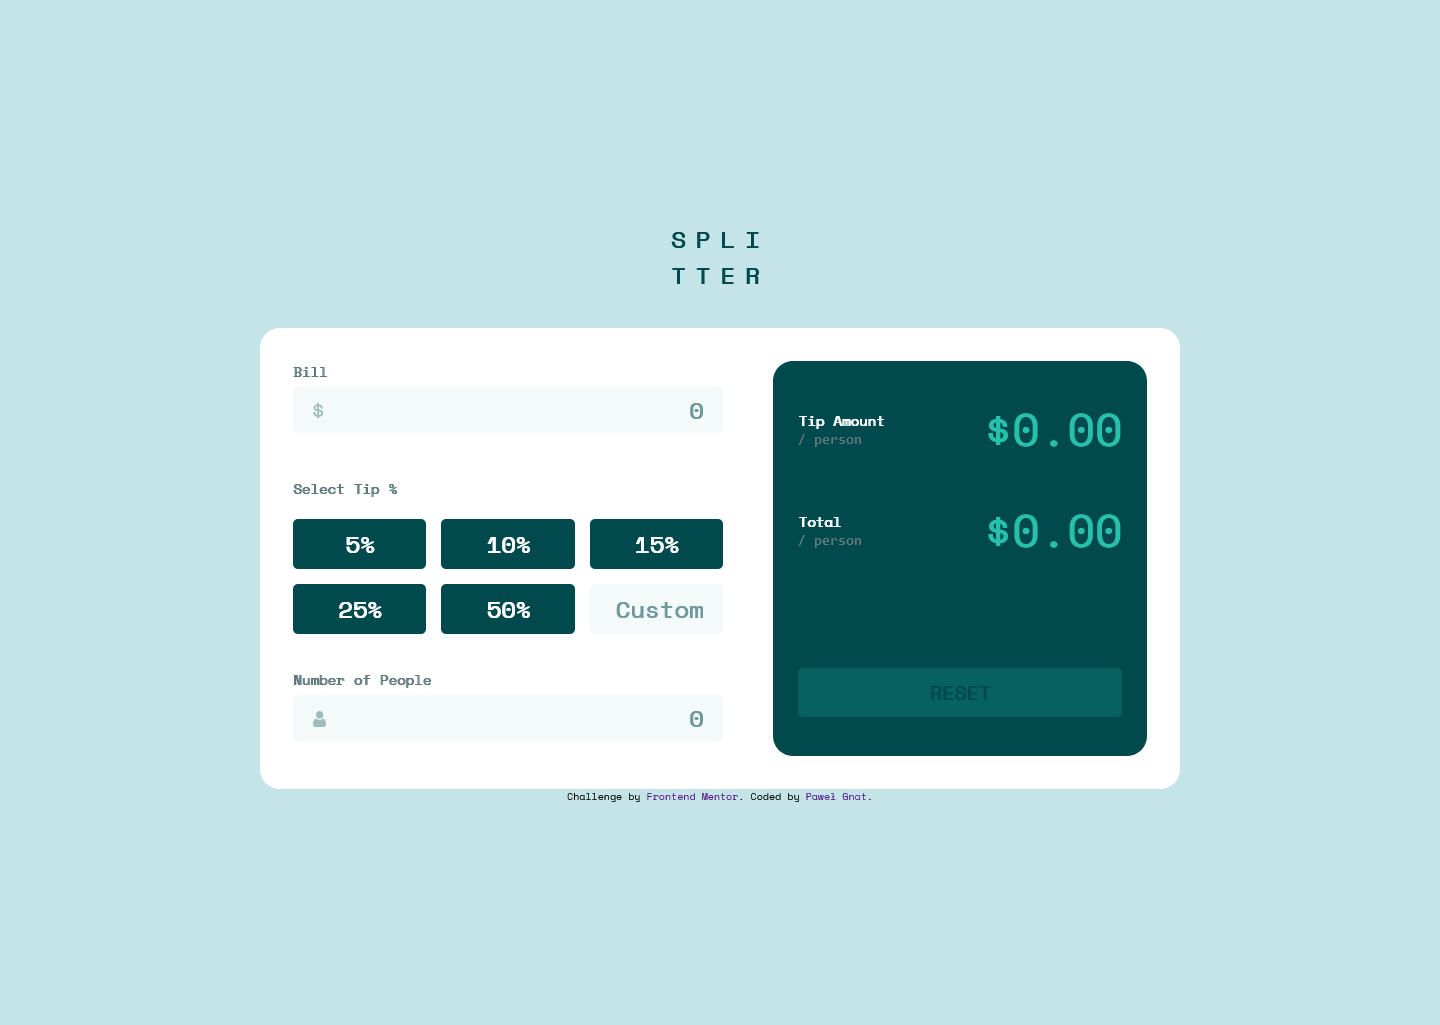 SPLI
TTER
Bill
$ 0
Select Tip %
5% 10% 15%
25% 50% Custom
Number of People
0
Tip Amount
/ person
$0.00
Total
/ person
$0.00
RESET
Challenge by Frontend Mentor. Coded by Paweł Gnat.